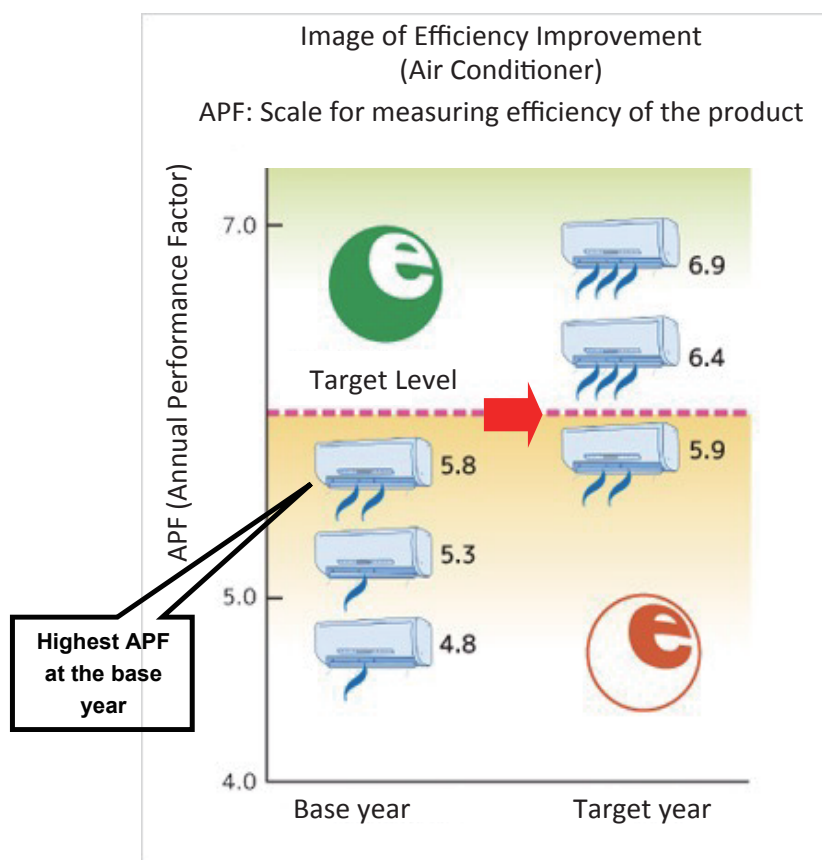 Image of Efficiency Improvement
(Air Conditioner)
APF: Scale for measuring efficiency of the product
APF (Annual Performance Factor)
7.0
5.0
4.0
e
Target Level
5.8
5.3
4.8
Highest APF
at the base
year
6.9
6.4
5.9
e
Base year
Target year